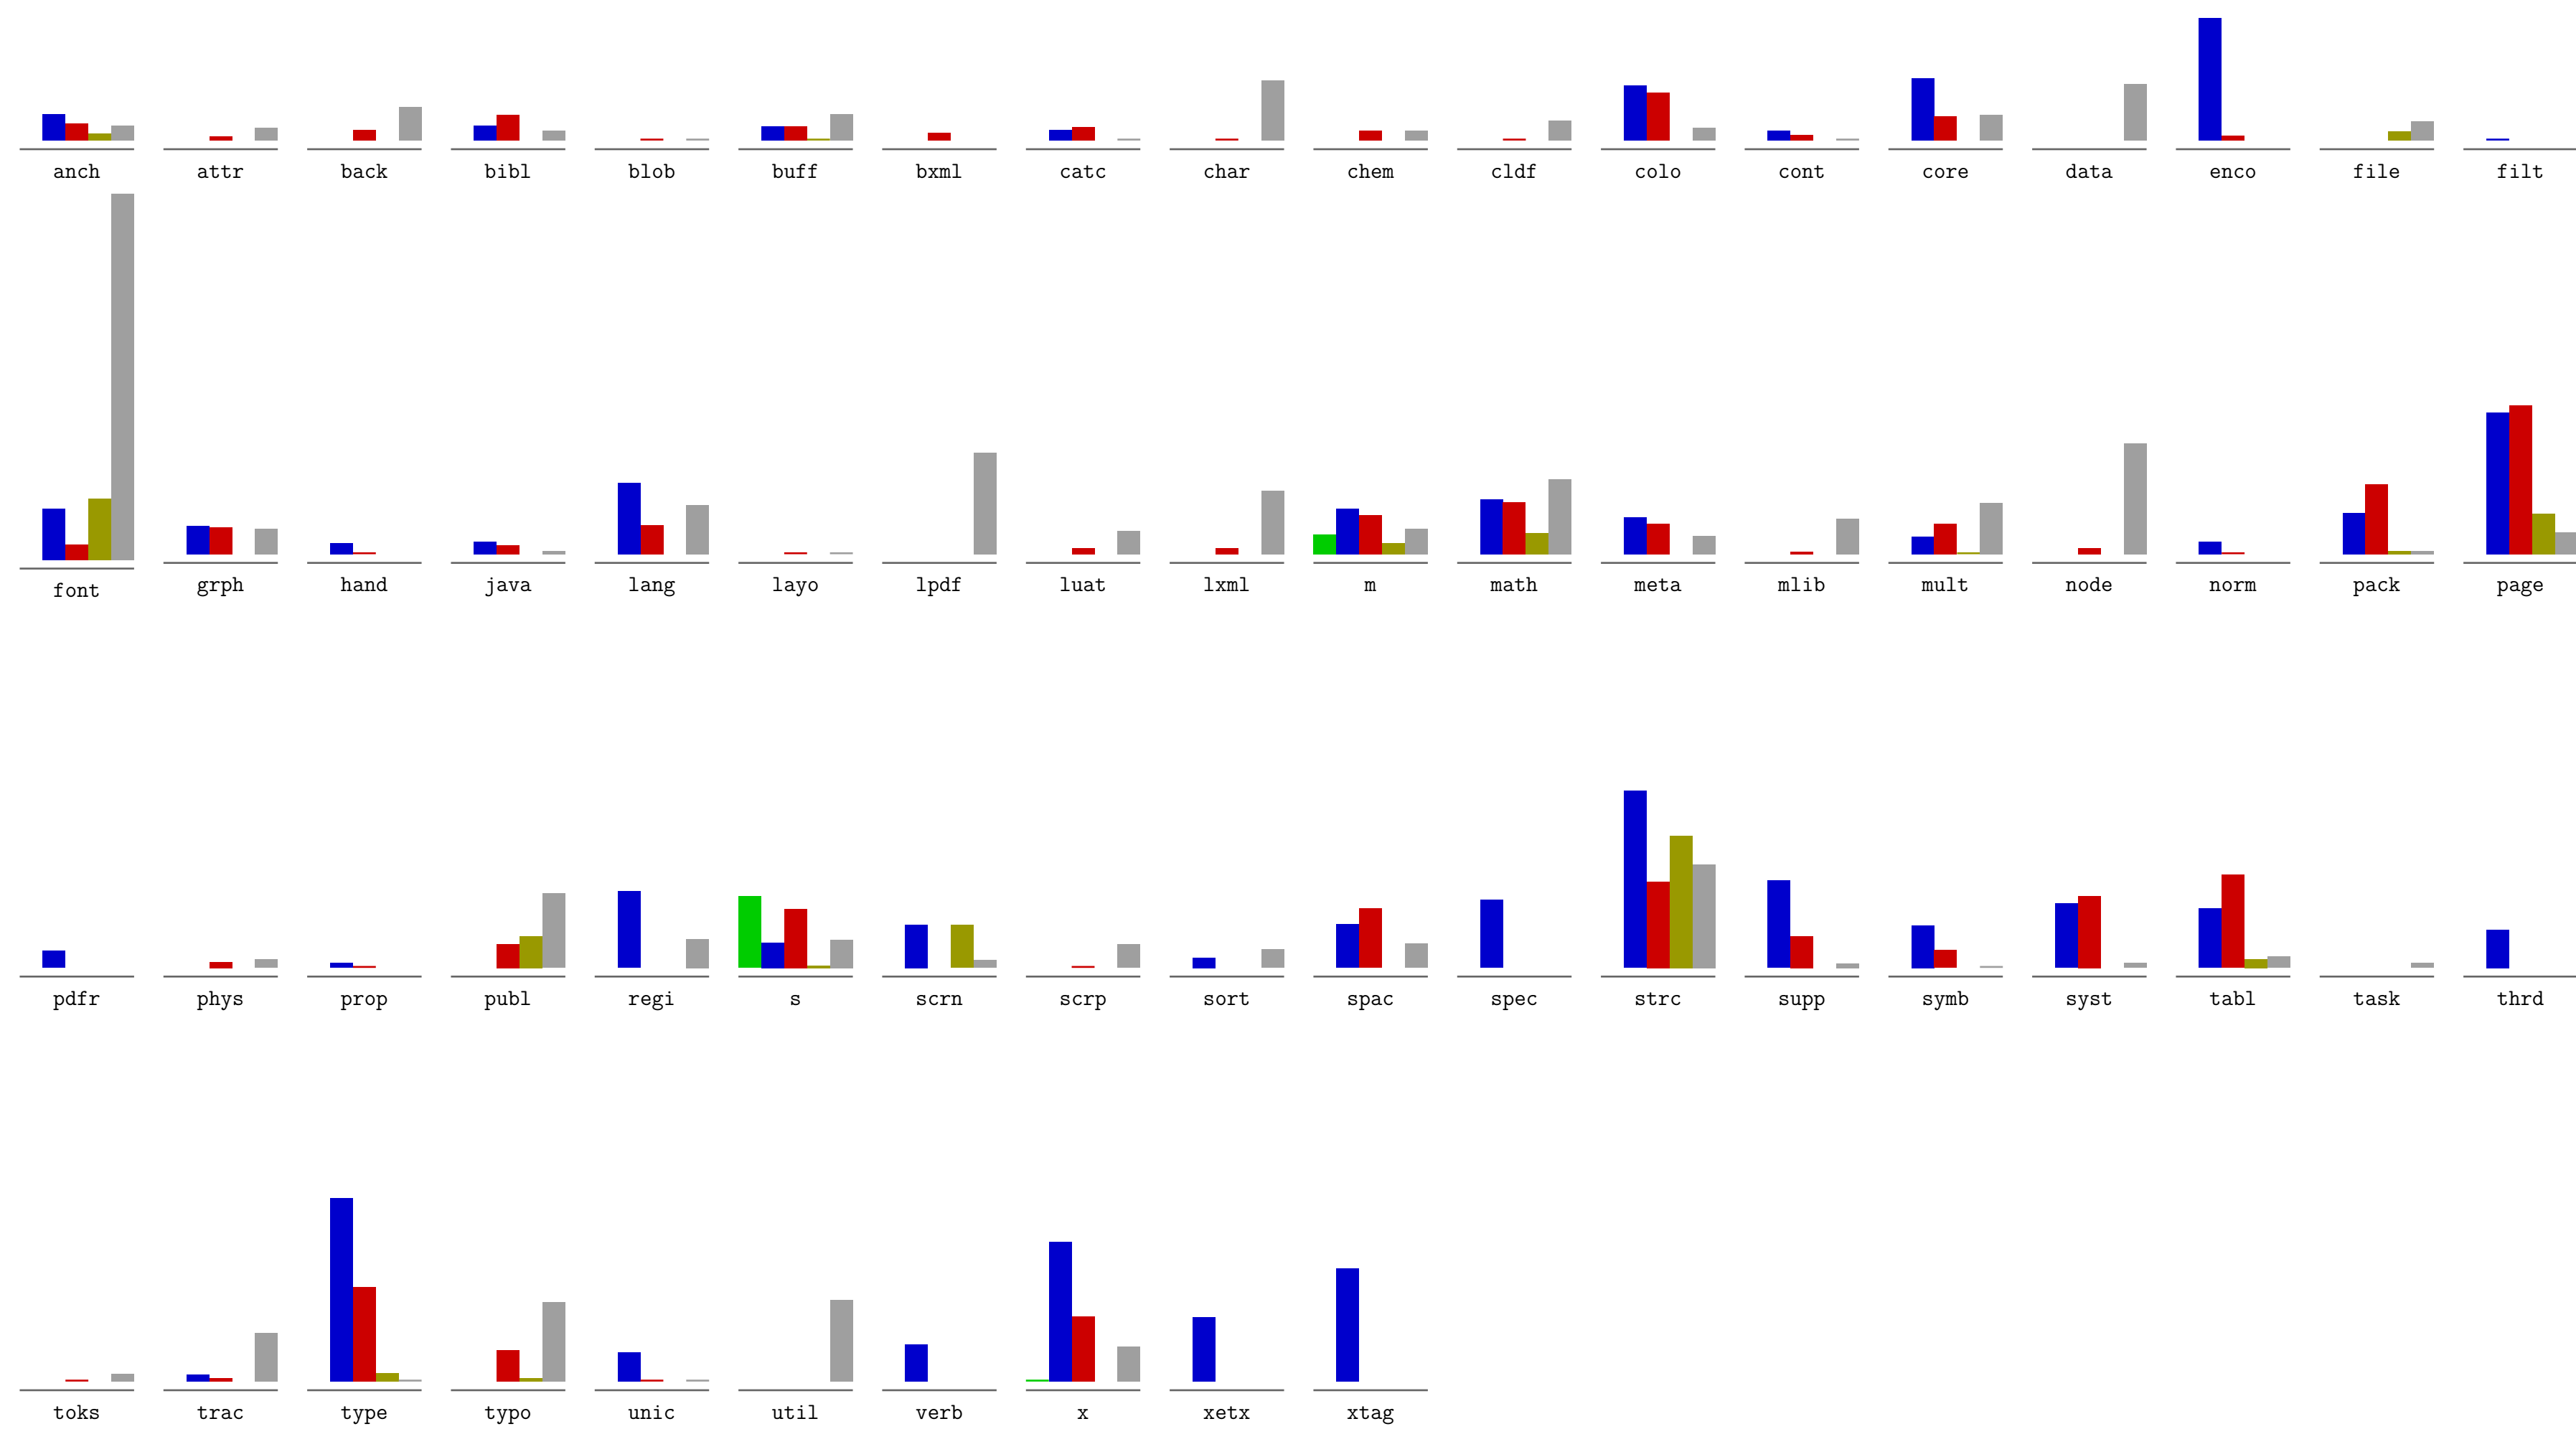 anch attr back bibl blob buff bxml catc char chem cldf colo cont core data enco file filt
font grph hand java lang layo lpdf luat lxml m math meta mlib mult node norm pack page
pdfr phys prop publ regi s scrn scrp sort spac spec strc supp symb syst tabl task thrd
toks trac type typo unic util verb x xetx xtag